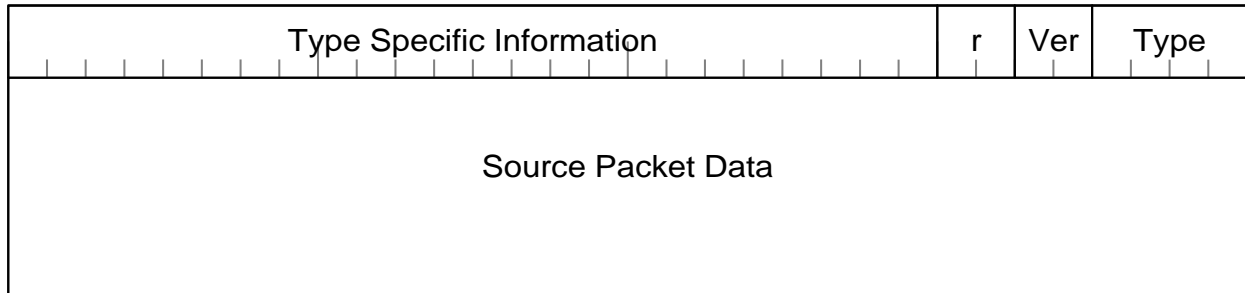 Type Specific Information r Ver Type
Source Packet Data